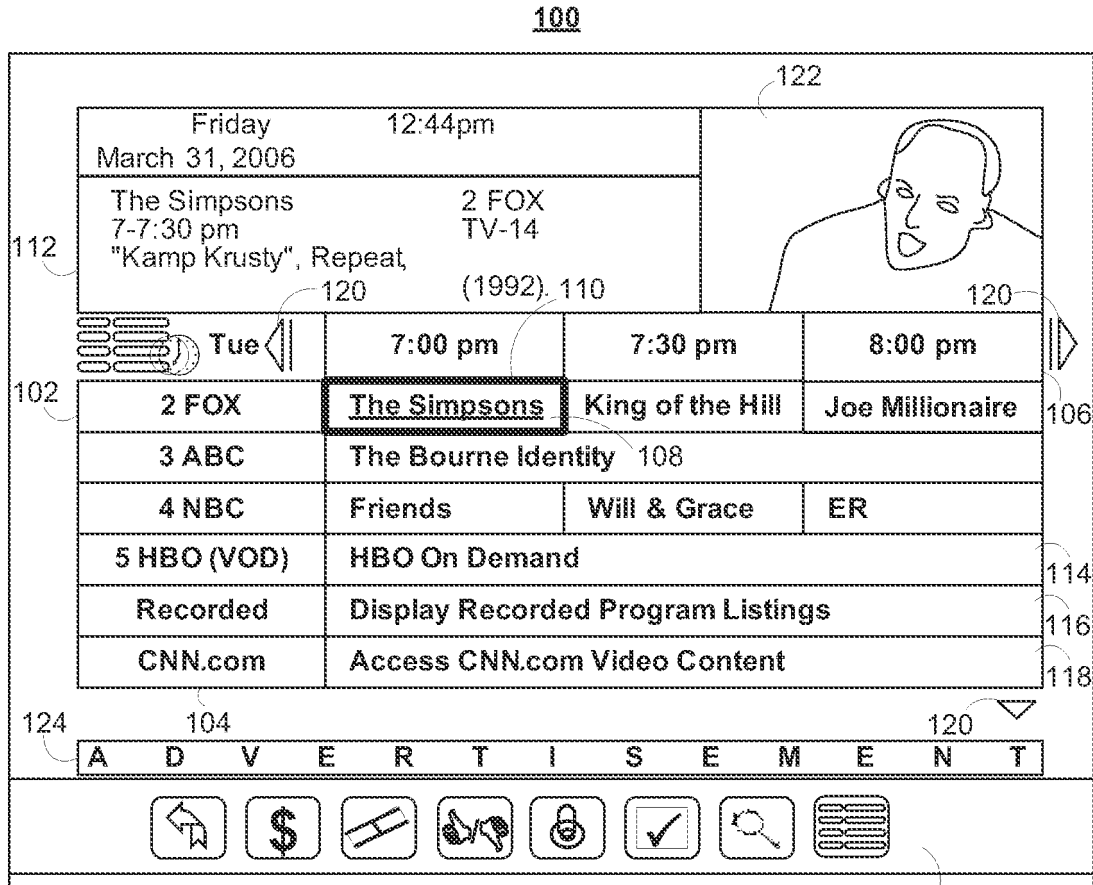 100
122
Friday 12:44pm
March 31, 2006
The Simpsons 2 FOX
7-7:30 pm TV-14
"Kamp Krusty", Repeat,
(1992).
112
120
110
120
Tue 7:00 pm 7:30 pm 8:00 pm
102
2 FOX The Simpsons King of the Hill Joe Millionaire
106
3 ABC The Bourne Identity 108
4 NBC Friends Will & Grace ER
5 HBO (VOD) HBO On Demand
114
Recorded Display Recorded Program Listings
116
CNN.com Access CNN.com Video Content
118
124
104
120
A D V E R T I S E M E N T
$